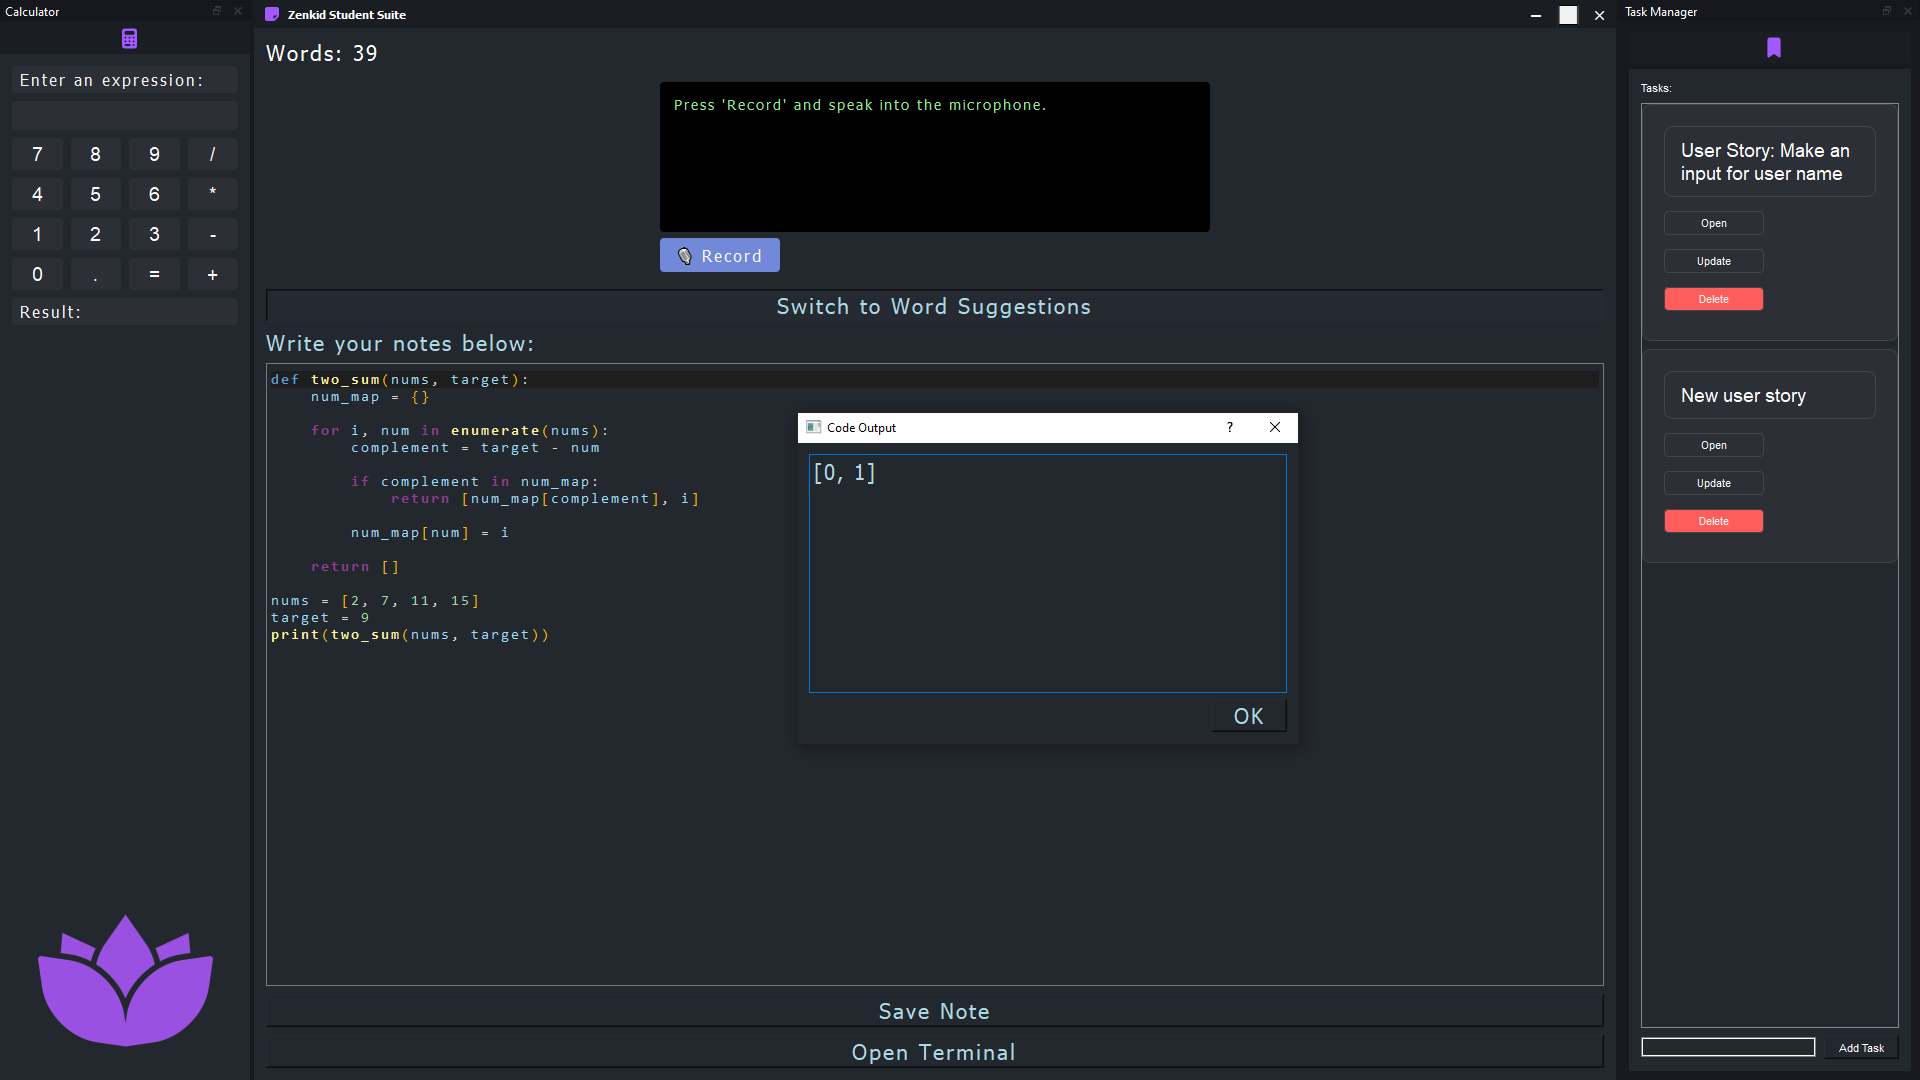 Calculator
Enter an expression:
7 8 9 /
4 5 6 *
1 2 3 -
0 . = +
Result:
Zenkid Student Suite
Words: 39
Press 'Record' and speak into the microphone.
Record
Switch to Word Suggestions
Write your notes below:
def two_sum(nums, target):
    num_map = {}
    for i, num in enumerate(nums):
        complement = target - num
        if complement in num_map:
            return [num_map[complement], i]
        num_map[num] = i
    return []
nums = [2, 7, 11, 15]
target = 9
print(two_sum(nums, target))
Code Output
?
[0, 1]
OK
Save Note
Open Terminal
Task Manager
Tasks:
User Story: Make an
input for user name
Open
Update
Delete
New user story
Open
Update
Delete
Add Task